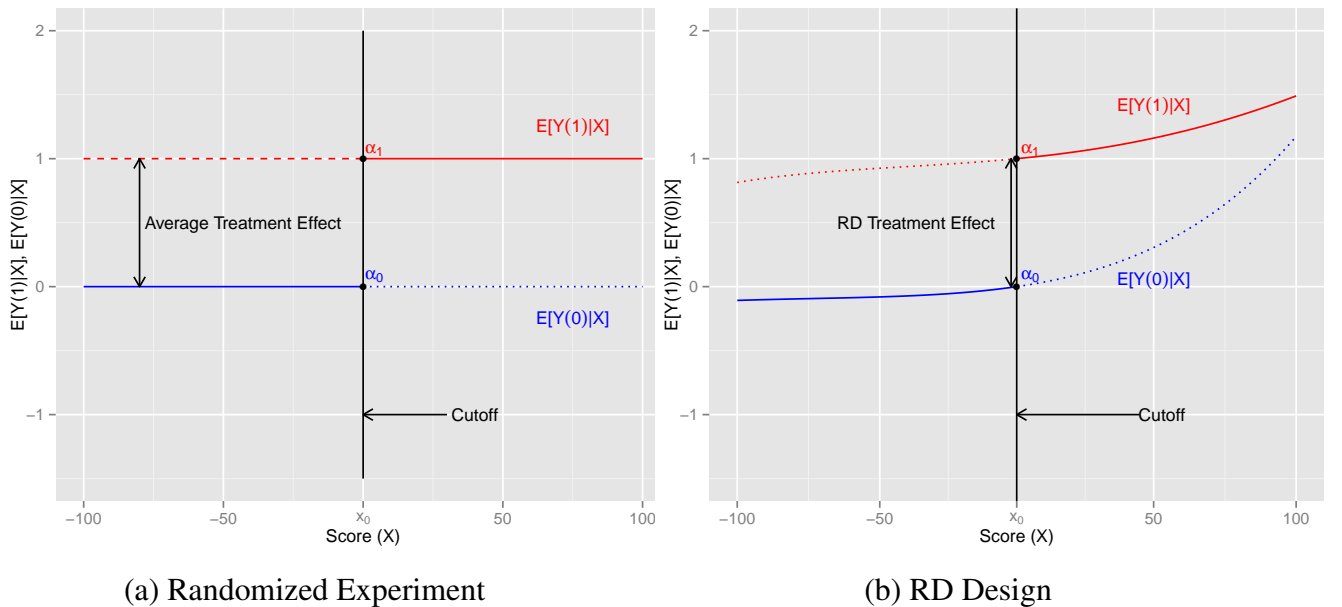 2
1
0
−1
E[Y(1)|X], E[Y(0)|X]
E[Y(1)|X]
α1
Average Treatment Effect
α0
E[Y(0)|X]
Cutoff
−100
−50
x0
50
100
Score (X)
(a) Randomized Experiment
2
1
0
−1
E[Y(1)|X], E[Y(0)|X]
E[Y(1)|X]
α1
RD Treatment Effect
α0
E[Y(0)|X]
Cutoff
−100
−50
x0
50
100
Score (X)
(b) RD Design